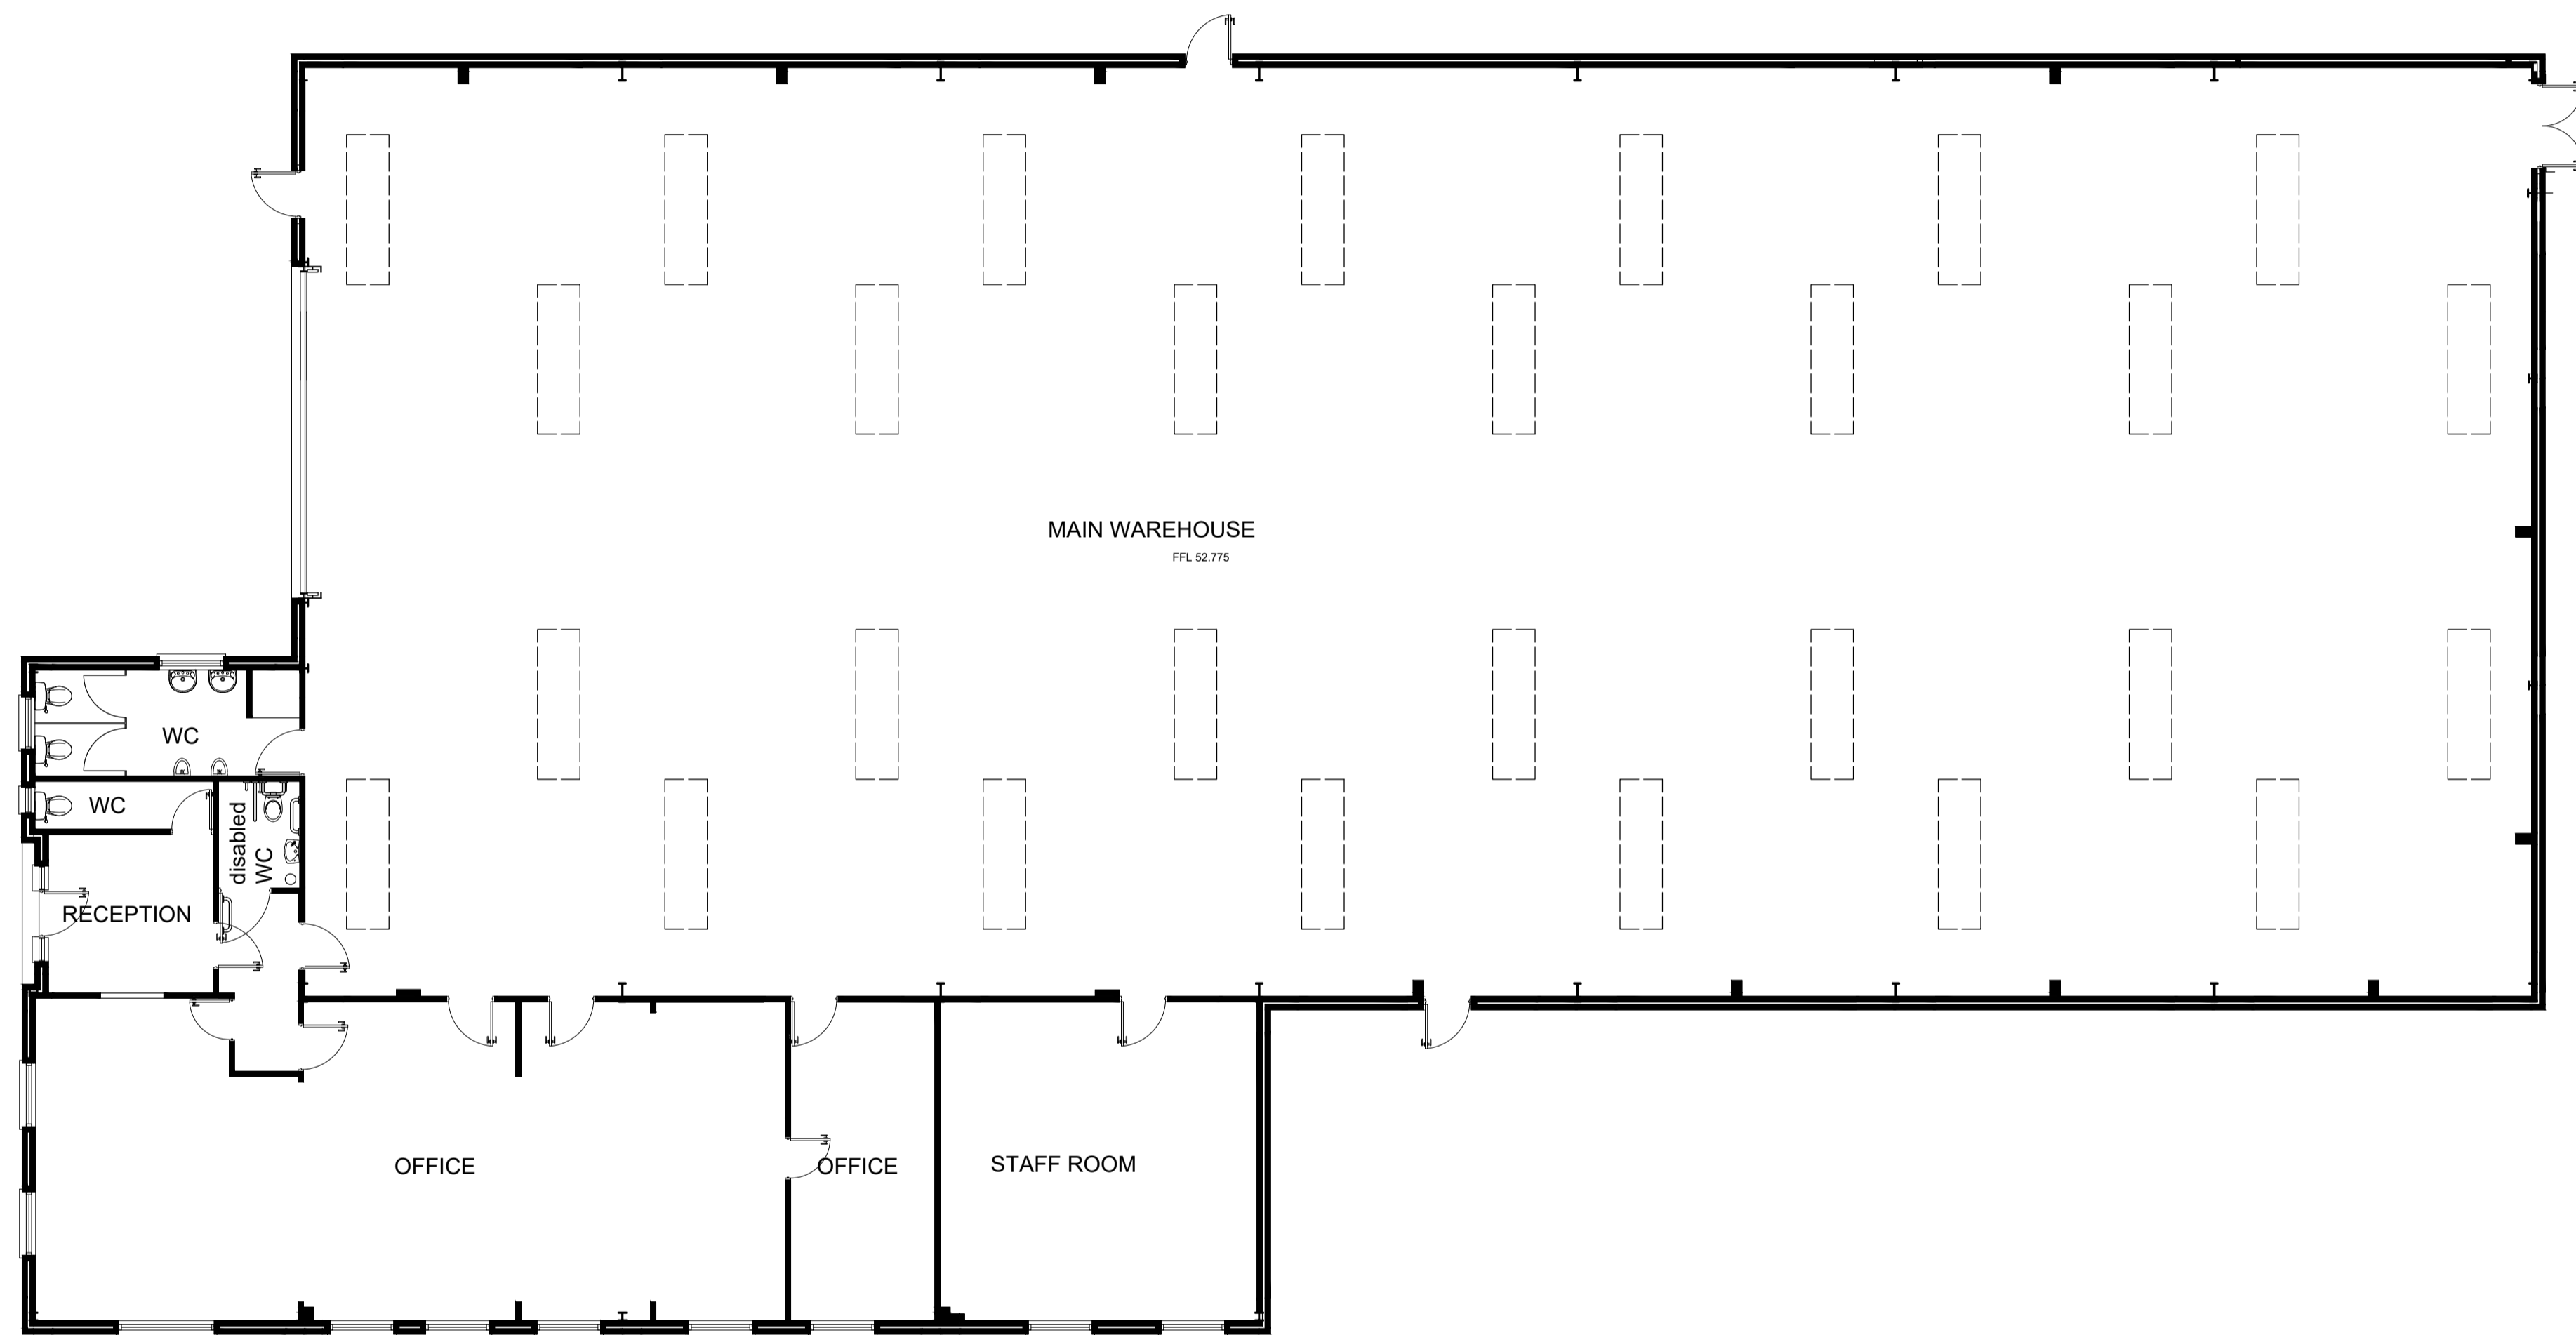 MAIN WAREHOUSE
FFL 52.775
WC
WC
disabled
WC
RECEPTION
OFFICE
OFFICE
STAFF ROOM